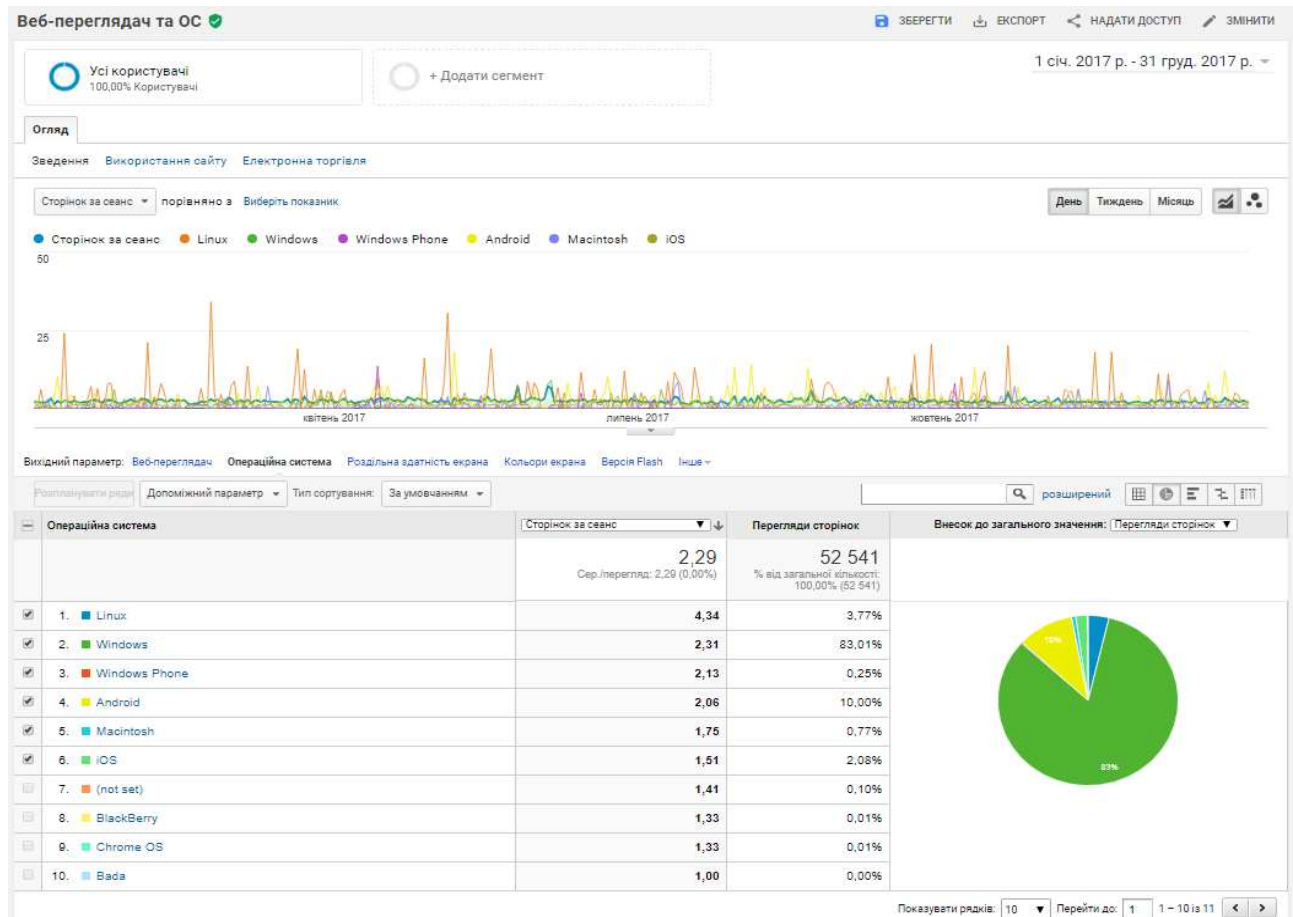 Веб-переглядач та ОС
ЗБЕРЕГТИ ЕКСПОРТ НАДАТИ ДОСТУП ЗМІНИТИ
1 січ. 2017 р. - 31 груд. 2017 р.
Усі користувачі
100,00% Користувачі
+ Додати сегмент
Огляд
Зведення Використання сайту Електронна торгівля
Сторінок за сеанс порівняно з Виберіть показник
День Тиждень Місяць
Сторінок за сеанс Linux Windows Windows Phone Android Macintosh iOS
50
25
квітень 2017 липень 2017 жовтень 2017
Вихідний параметр: Веб-переглядач Операційна система Роздільна здатність екрана Кольори екрана Версія Flash Інше
Розпланувати ряди Допоміжний параметр Тип сортування: За умовчанням розширений
Операційна система Сторінок за сеанс Перегляди сторінок Внесок до загального значення: Перегляди сторінок
2,29 52 541
Сер./перегляд: 2,29 (0,00%) % від загальної кількості:
100,00% (52 541)
1. Linux 4,34 3,77%
2. Windows 2,31 83,01%
3. Windows Phone 2,13 0,25%
4. Android 2,06 10,00%
5. Macintosh 1,75 0,77%
6. iOS 1,51 2,08%
7. (not set) 1,41 0,10%
8. BlackBerry 1,33 0,01%
9. Chrome OS 1,33 0,01%
10. Bada 1,00 0,00%
10%
83%
Показувати рядків: 10 Перейти до: 1 1 – 10 із 11